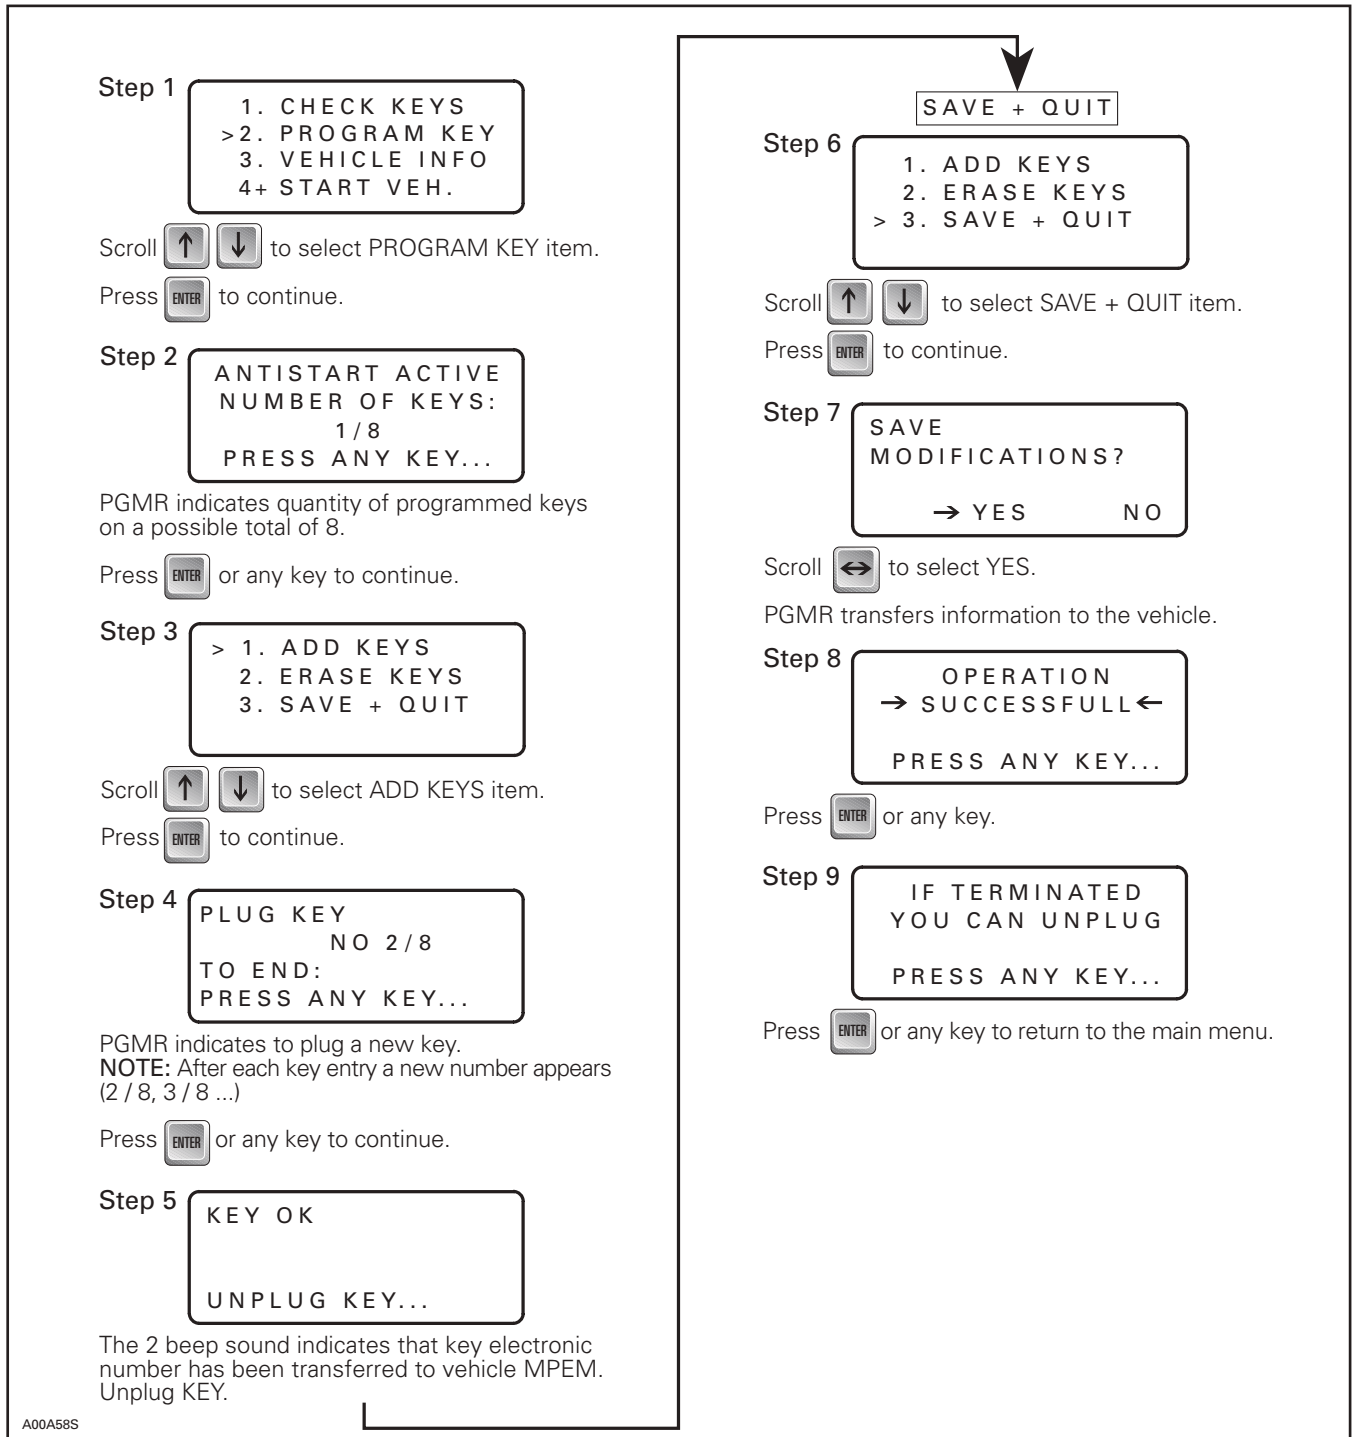 Step 1
1. CHECK KEYS
>2. PROGRAM KEY
3. VEHICLE INFO
4+ START VEH.
Scroll ↑ ↓ to select PROGRAM KEY item.
Press ENTER to continue.
Step 2
ANTISTART ACTIVE
NUMBER OF KEYS:
1/8
PRESS ANY KEY...
PGMR indicates quantity of programmed keys
on a possible total of 8.
Press ENTER or any key to continue.
Step 3
> 1. ADD KEYS
2. ERASE KEYS
3. SAVE + QUIT
Scroll ↑ ↓ to select ADD KEYS item.
Press ENTER to continue.
Step 4
PLUG KEY
NO 2/8
TO END:
PRESS ANY KEY...
PGMR indicates to plug a new key.
NOTE: After each key entry a new number appears
(2 / 8, 3 / 8 ...)
Press ENTER or any key to continue.
Step 5
KEY OK
UNPLUG KEY...
The 2 beep sound indicates that key electronic
number has been transferred to vehicle MPEM.
Unplug KEY.
A00A58S
SAVE + QUIT
Step 6
1. ADD KEYS
2. ERASE KEYS
> 3. SAVE + QUIT
Scroll ↑ ↓ to select SAVE + QUIT item.
Press ENTER to continue.
Step 7
SAVE
MODIFICATIONS?
→ YES NO
Scroll ↔ to select YES.
PGMR transfers information to the vehicle.
Step 8
OPERATION
→ SUCCESSFULL ←
PRESS ANY KEY...
Press ENTER or any key.
Step 9
IF TERMINATED
YOU CAN UNPLUG
PRESS ANY KEY...
Press ENTER or any key to return to the main menu.